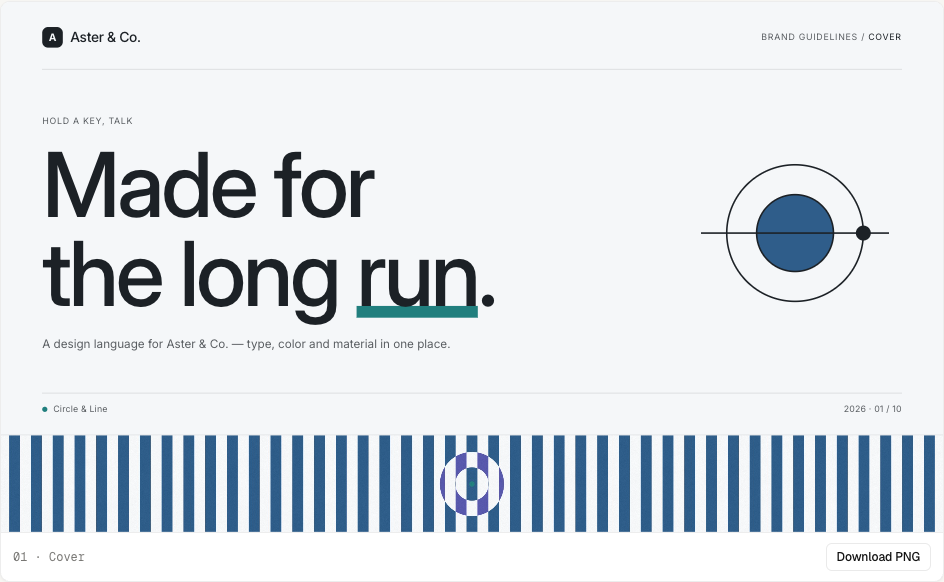 A Aster & Co.
BRAND GUIDELINES / COVER
HOLD A KEY, TALK
Made for
the long run.
A design language for Aster & Co. — type, color and material in one place.
Circle & Line
2026 · 01 / 10
01 · Cover
Download PNG